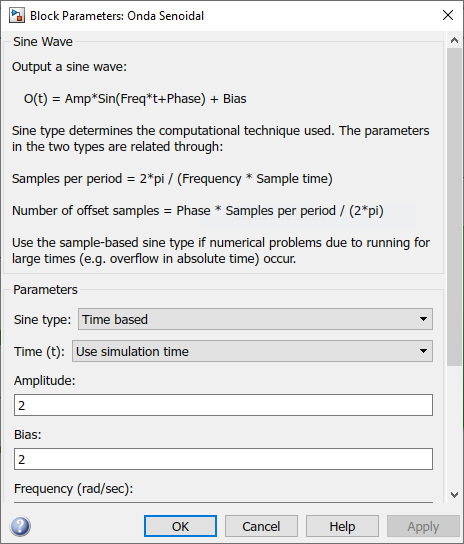 Block Parameters: Onda Senoidal
Sine Wave
Output a sine wave:
O(t) = Amp*Sin(Freq*t+Phase) + Bias
Sine type determines the computational technique used. The parameters
in the two types are related through:
Samples per period = 2*pi / (Frequency * Sample time)
Number of offset samples = Phase * Samples per period / (2*pi)
Use the sample-based sine type if numerical problems due to running for
large times (e.g. overflow in absolute time) occur.
Parameters
Sine type: Time based
Time (t): Use simulation time
Amplitude:
2
Bias:
2
Frequency (rad/sec):
OK Cancel Help Apply